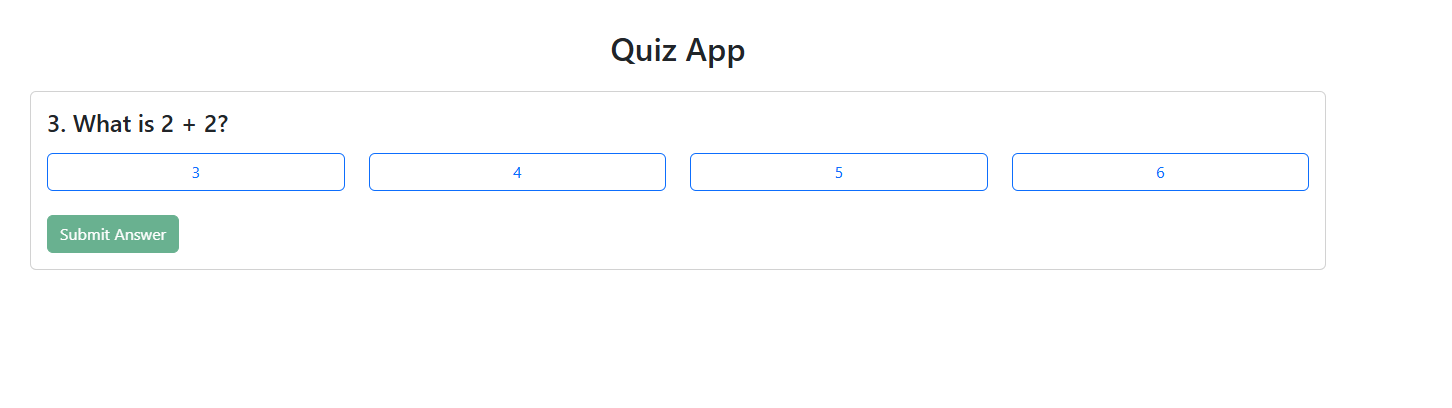 Quiz App
3. What is 2 + 2?
3 4 5 6
Submit Answer